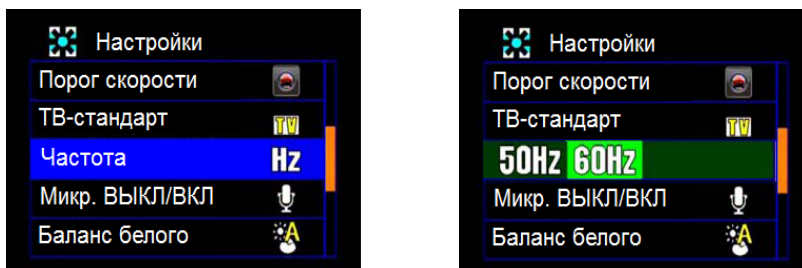 Настройки
Порог скорости
ТВ-стандарт
TV
Частота Hz
Микр. ВЫКЛ/ВКЛ
Баланс белого
A
Настройки
Порог скорости
ТВ-стандарт
TV
50Hz 60Hz
Микр. ВЫКЛ/ВКЛ
Баланс белого
A